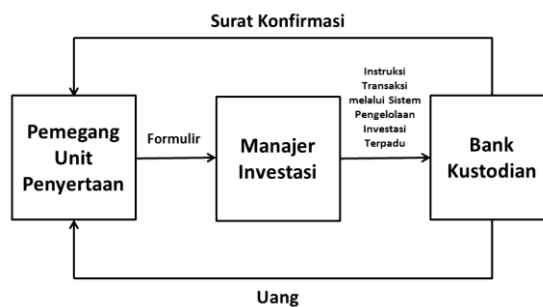 Surat Konfirmasi
Pemegang
Unit
Penyertaan
Formulir
Manajer
Investasi
Instruksi
Transaksi
melalui Sistem
Pengelolaan
Investasi
Terpadu
Bank
Kustodian
Uang